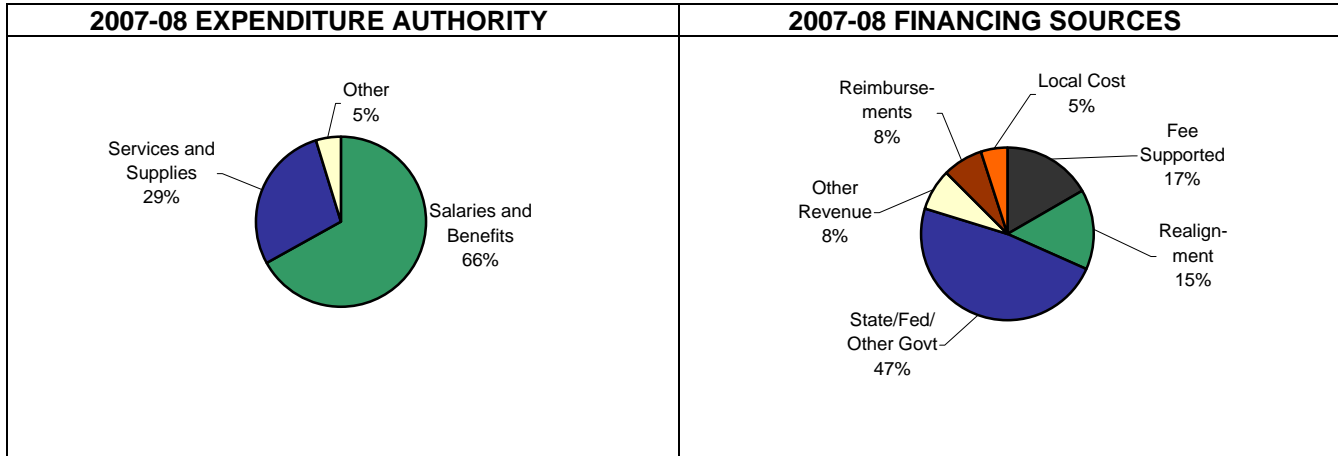 2007-08 EXPENDITURE AUTHORITY
Other
5%
Services and
Supplies
29%
Salaries and
Benefits
66%
2007-08 FINANCING SOURCES
Reimburse-
ments
8%
Local Cost
5%
Fee
Supported
17%
Other
Revenue
8%
Realign-
ment
15%
State/Fed/
Other Govt
47%